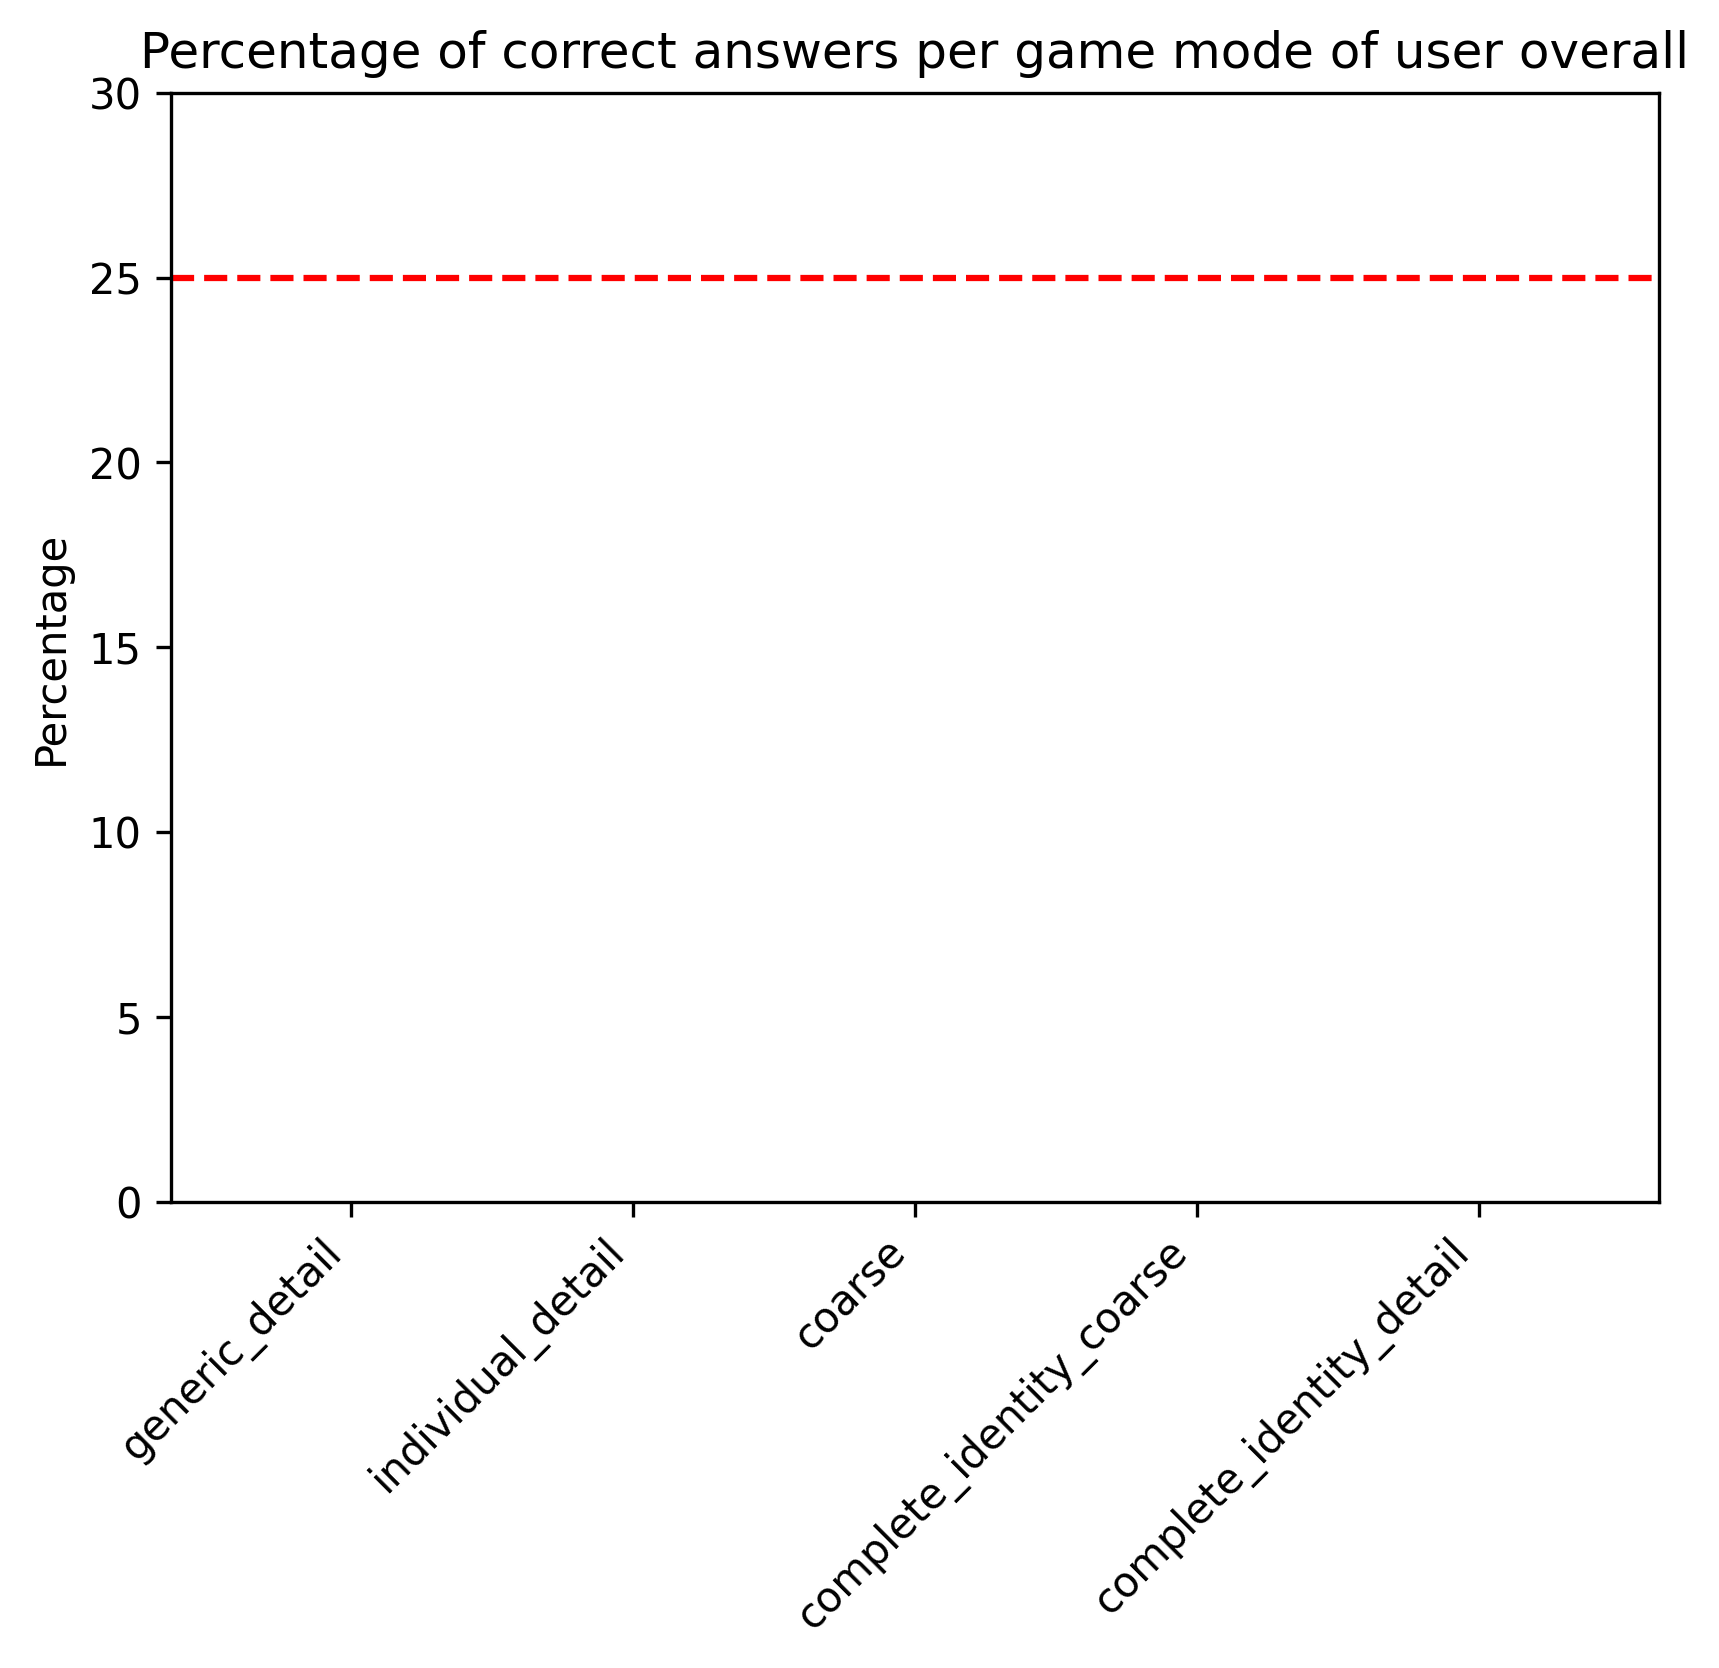 Percentage of correct answers per game mode of user overall
30
25
20
15
10
5
0
Percentage
generic_detail
individual_detail
coarse
complete_identity_coarse
complete_identity_detail